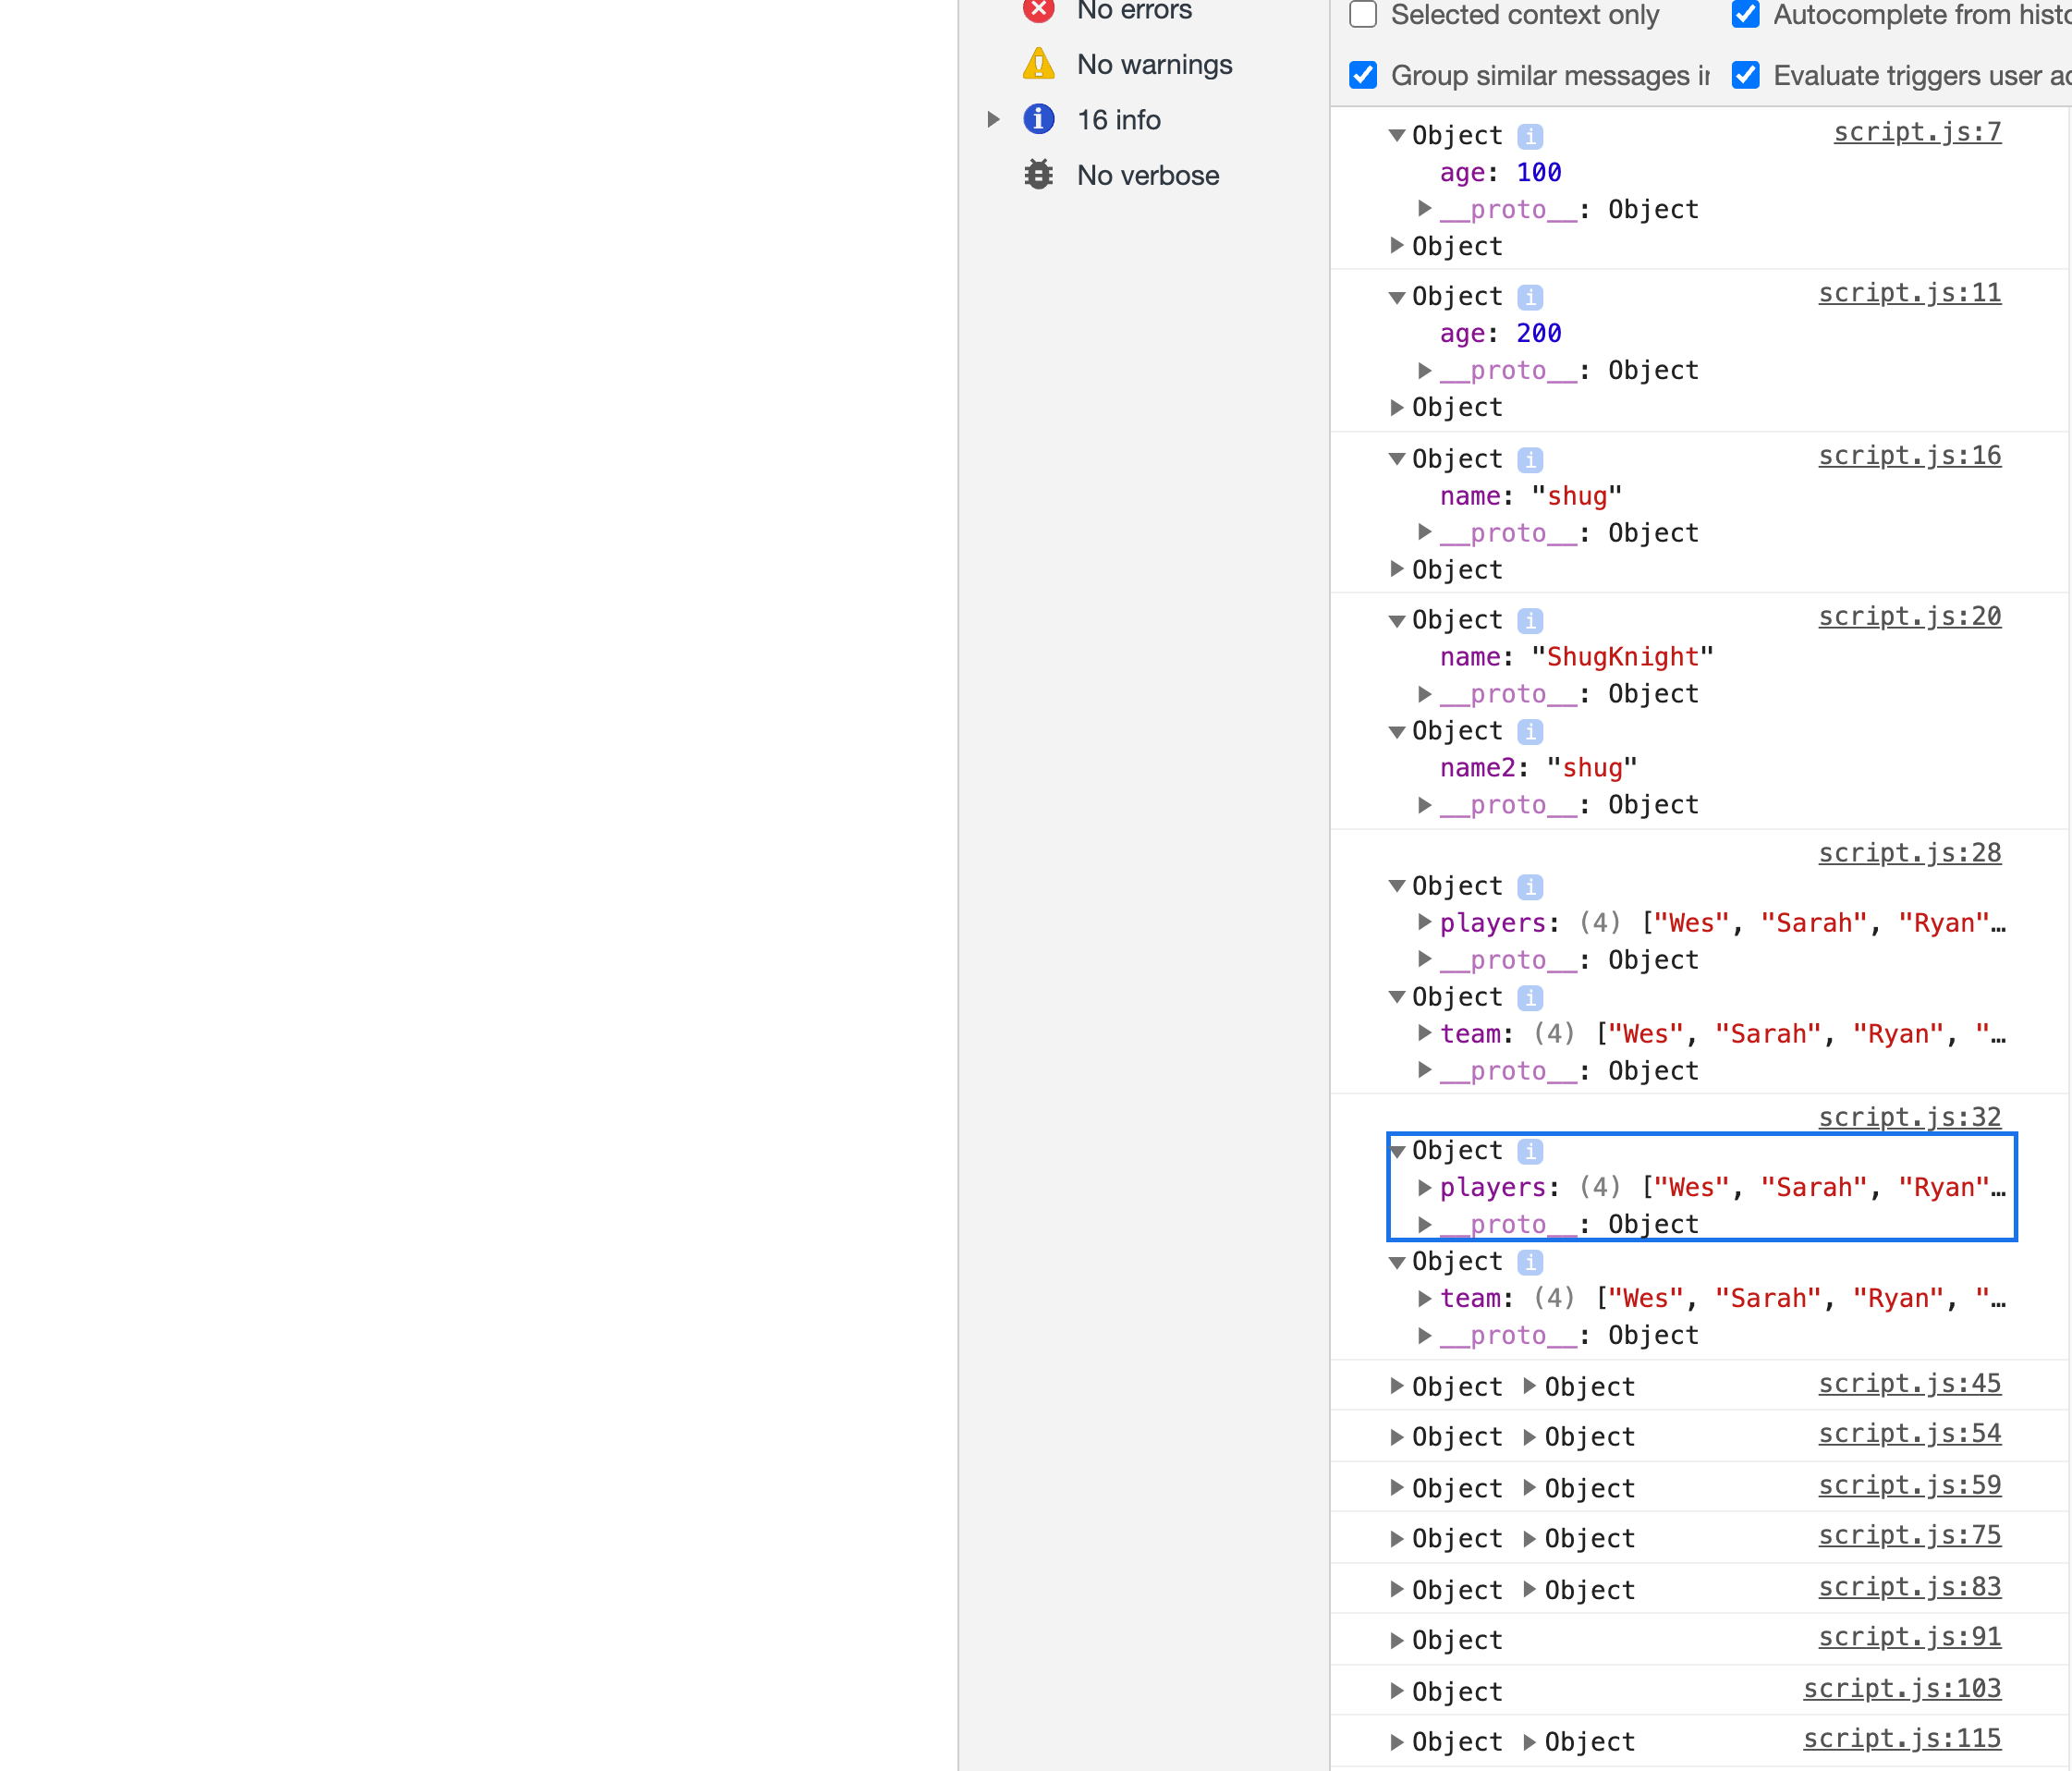 No errors
No warnings
16 info
No verbose
Selected context only
Autocomplete from histo
Group similar messages in
Evaluate triggers user ac
Object i script.js:7
age: 100
__proto__: Object
Object
Object i script.js:11
age: 200
__proto__: Object
Object
Object i script.js:16
name: "shug"
__proto__: Object
Object
Object i script.js:20
name: "ShugKnight"
__proto__: Object
Object i
name2: "shug"
__proto__: Object
script.js:28
Object i
players: (4) ["Wes", "Sarah", "Ryan"…
__proto__: Object
Object i
team: (4) ["Wes", "Sarah", "Ryan", "…
__proto__: Object
script.js:32
Object i
players: (4) ["Wes", "Sarah", "Ryan"…
__proto__: Object
Object i
team: (4) ["Wes", "Sarah", "Ryan", "…
__proto__: Object
Object Object script.js:45
Object Object script.js:54
Object Object script.js:59
Object Object script.js:75
Object Object script.js:83
Object script.js:91
Object script.js:103
Object Object script.js:115